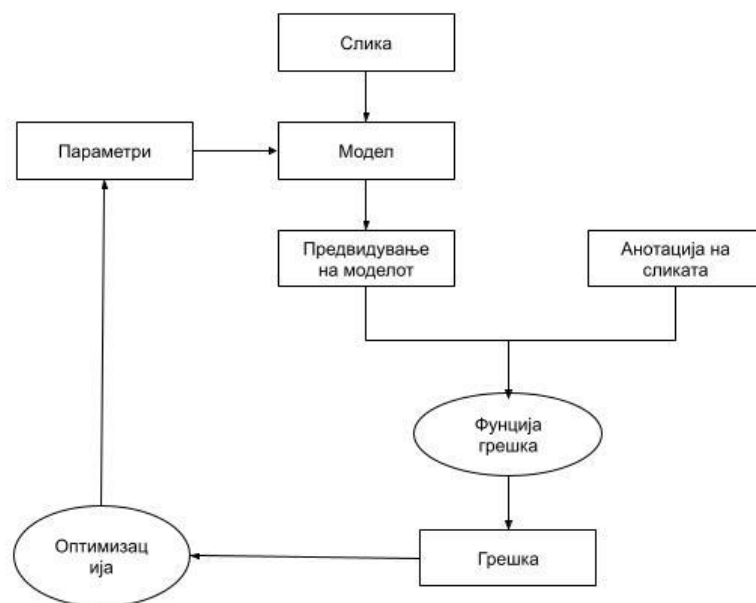 Слика
Параметри
Модел
Предвидување
на моделот
Анотација на
сликата
Фунција
грешка
Оптимизац
ија
Грешка